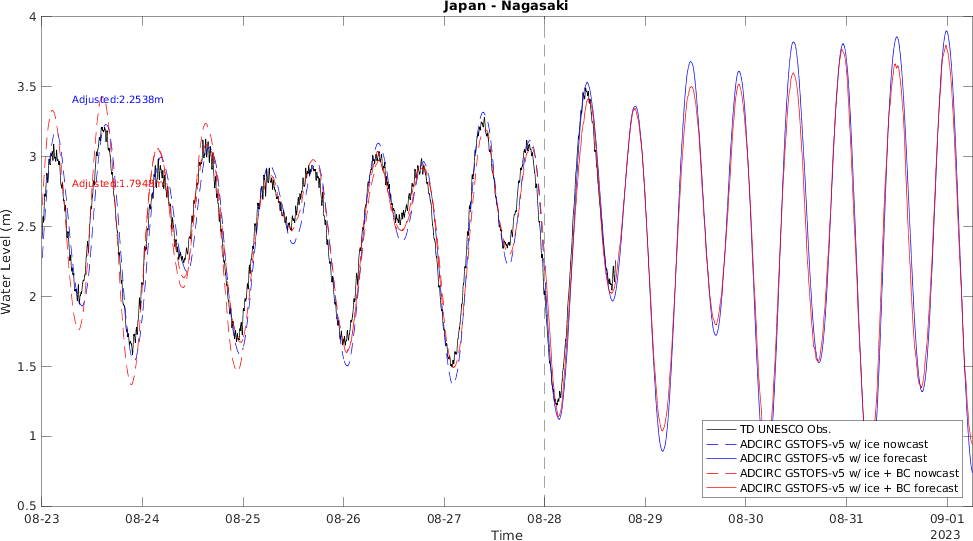 Japan - Nagasaki
4
3.5
3
2.5
2
1.5
1
0.5
Water Level (m)
Adjusted:2.2538m
Adjusted:1.7948m
TD UNESCO Obs.
ADCIRC GSTOFS-v5 w/ ice nowcast
ADCIRC GSTOFS-v5 w/ ice forecast
ADCIRC GSTOFS-v5 w/ ice + BC nowcast
ADCIRC GSTOFS-v5 w/ ice + BC forecast
08-23 08-24 08-25 08-26 08-27 08-28 08-29 08-30 08-31 09-01
2023
Time